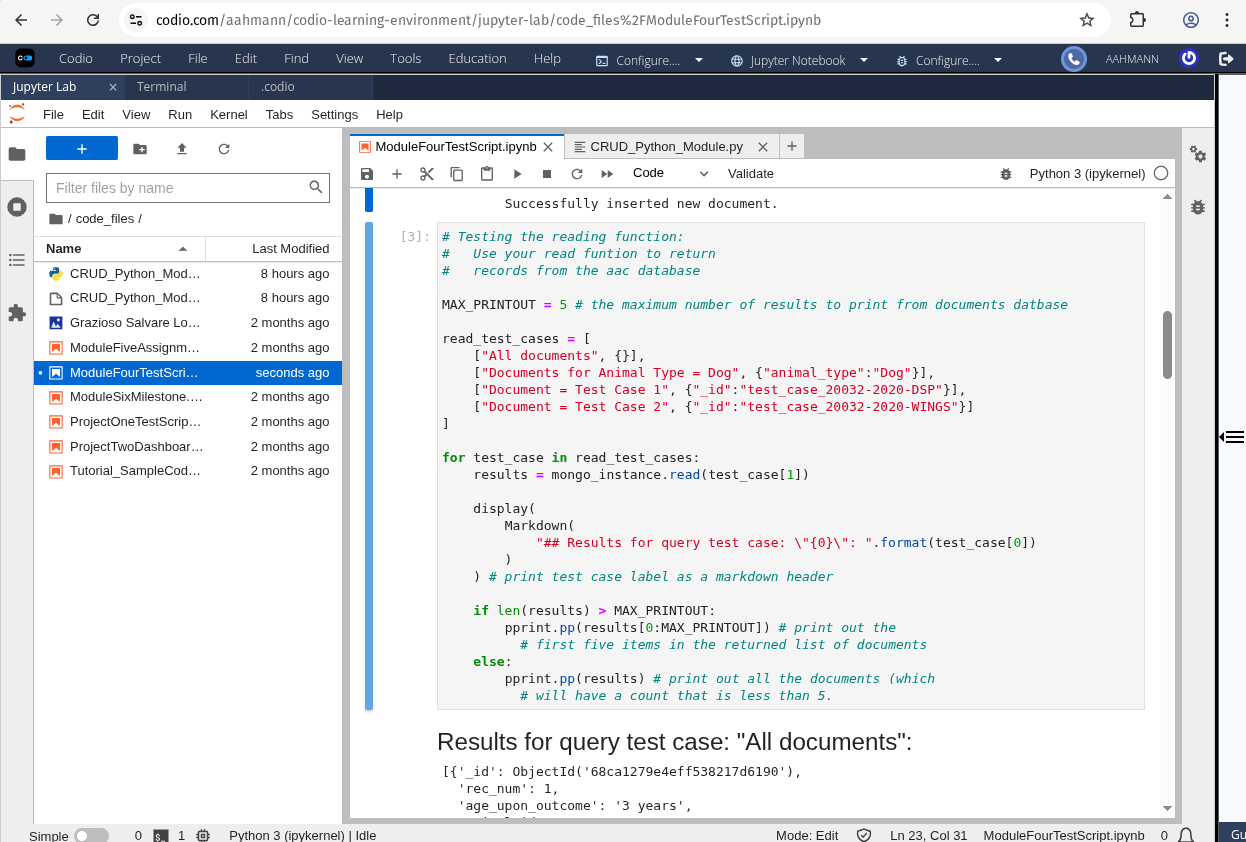 codio.com/aahmann/codio-learning-environment/jupyter-lab/code_files%2FModuleFourTestScript.ipynb
Codio Project File Edit Find View Tools Education Help Configure.... Jupyter Notebook Configure.... AAHMANN
Jupyter Lab Terminal .codio
File Edit View Run Kernel Tabs Settings Help
Filter files by name
/ code_files /
Name Last Modified
CRUD_Python_Mod... 8 hours ago
CRUD_Python_Mod... 8 hours ago
Grazioso Salvare Lo... 2 months ago
ModuleFiveAssignm... 2 months ago
ModuleFourTestScri... seconds ago
ModuleSixMilestone.... 2 months ago
ProjectOneTestScrip... 2 months ago
ProjectTwoDashboar... 2 months ago
Tutorial_SampleCod... 2 months ago
ModuleFourTestScript.ipynb CRUD_Python_Module.py
Code Validate Python 3 (ipykernel)
Successfully inserted new document.
[3]: # Testing the reading function:
#   Use your read funtion to return
#   records from the aac database
MAX_PRINTOUT = 5 # the maximum number of results to print from documents datbase
read_test_cases = [
    ["All documents", {}],
    ["Documents for Animal Type = Dog", {"animal_type":"Dog"}],
    ["Document = Test Case 1", {"_id":"test_case_20032-2020-DSP"}],
    ["Document = Test Case 2", {"_id":"test_case_20032-2020-WINGS"}]
]
for test_case in read_test_cases:
    results = mongo_instance.read(test_case[1])
    display(
        Markdown(
            "## Results for query test case: \"{0}\": ".format(test_case[0])
        )
    ) # print test case label as a markdown header
    if len(results) > MAX_PRINTOUT:
        pprint.pp(results[0:MAX_PRINTOUT]) # print out the
          # first five items in the returned list of documents
    else:
        pprint.pp(results) # print out all the documents (which
          # will have a count that is less than 5.
Results for query test case: "All documents":
[{'_id': ObjectId('68ca1279e4eff538217d6190'),
  'rec_num': 1,
  'age_upon_outcome': '3 years',
Simple 0 1 Python 3 (ipykernel) | Idle Mode: Edit Ln 23, Col 31 ModuleFourTestScript.ipynb 0
Gu